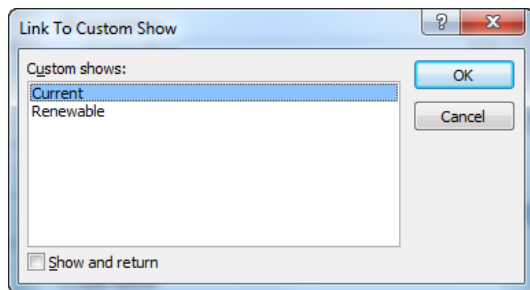 Link To Custom Show
Custom shows:
OK
Current
Renewable
Cancel
Show and return